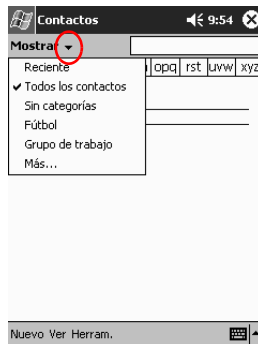 Contactos 9:54
Mostrar
Reciente opq rst uvw xyz
Todos los contactos
Sin categorías
Fútbol
Grupo de trabajo
Más...
Nuevo Ver Herram.